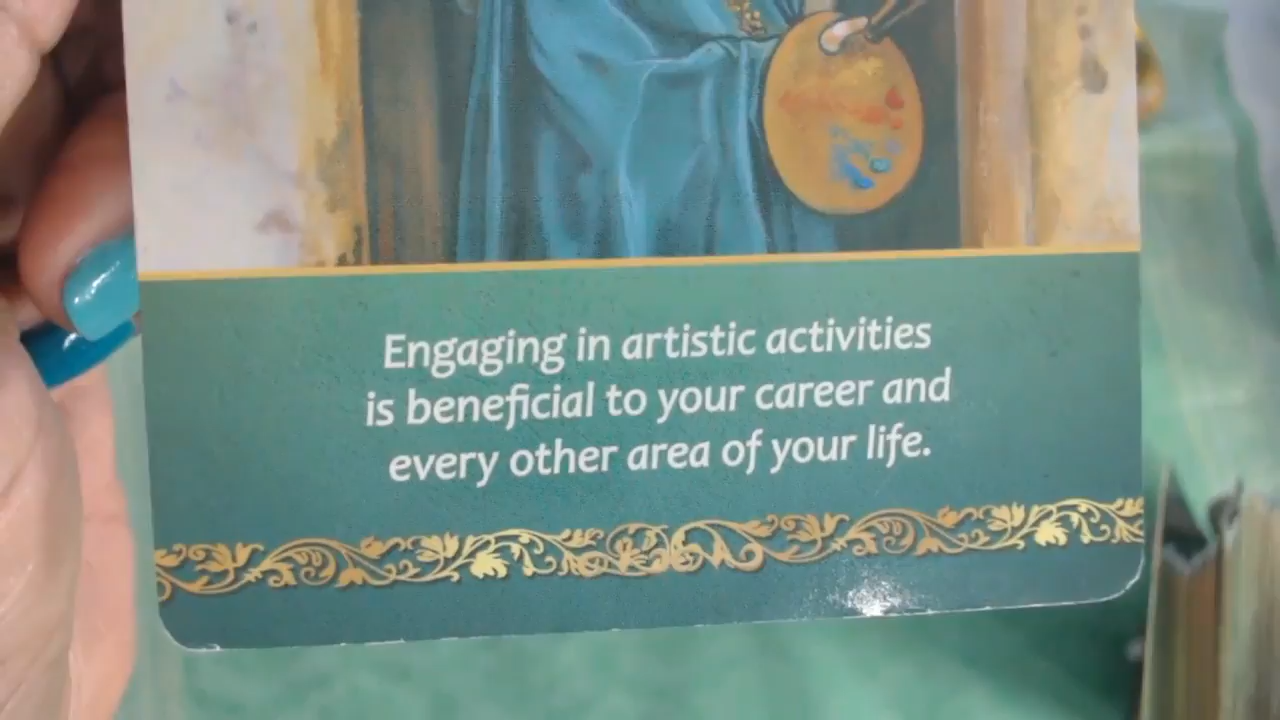 Engaging in artistic activities
is beneficial to your career and
every other area of your life.